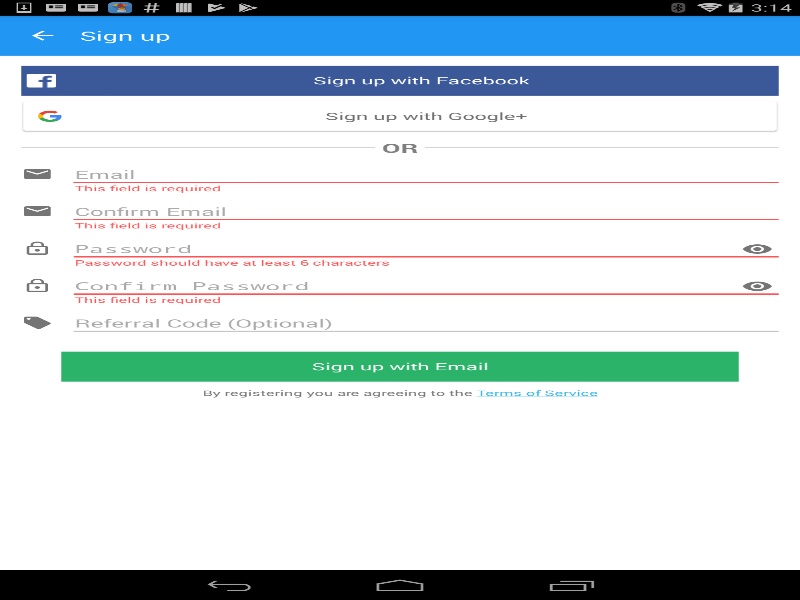 3:14
Sign up
Sign up with Facebook
Sign up with Google+
OR
Email
This field is required
Confirm Email
This field is required
Password
Password should have at least 6 characters
Confirm Password
This field is required
Referral Code (Optional)
Sign up with Email
By registering you are agreeing to the Terms of Service